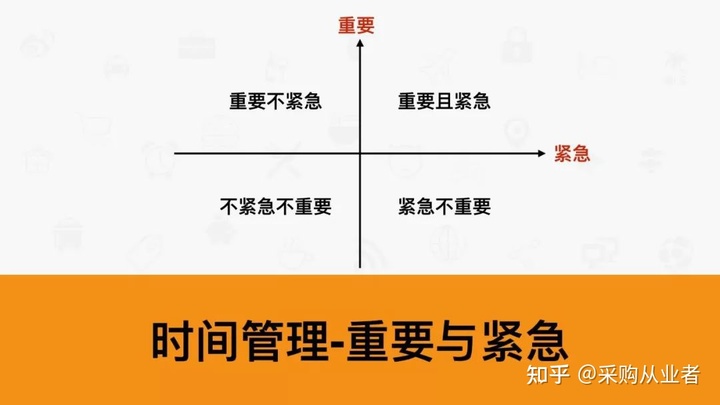 重要
重要不紧急
重要且紧急
紧急
不紧急不重要
紧急不重要
时间管理-重要与紧急
知乎 @采购从业者